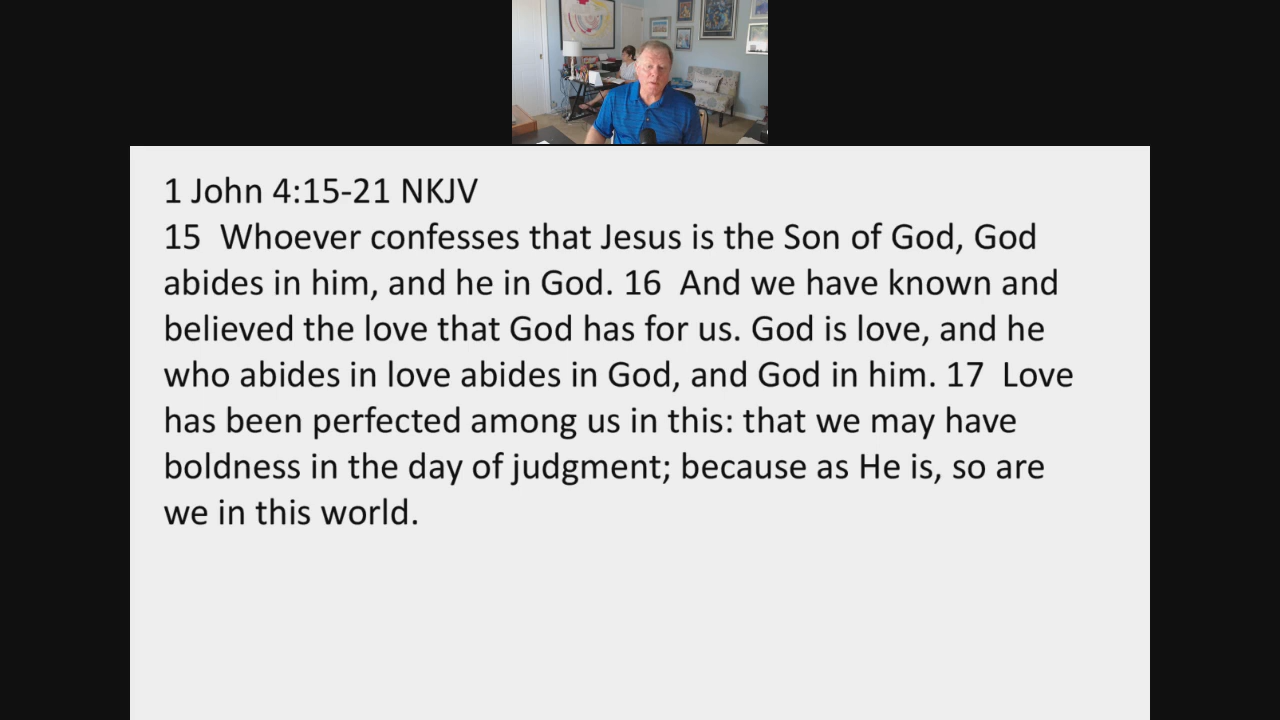 1 John 4:15-21 NKJV
15  Whoever confesses that Jesus is the Son of God, God
abides in him, and he in God. 16  And we have known and
believed the love that God has for us. God is love, and he
who abides in love abides in God, and God in him. 17  Love
has been perfected among us in this: that we may have
boldness in the day of judgment; because as He is, so are
we in this world.